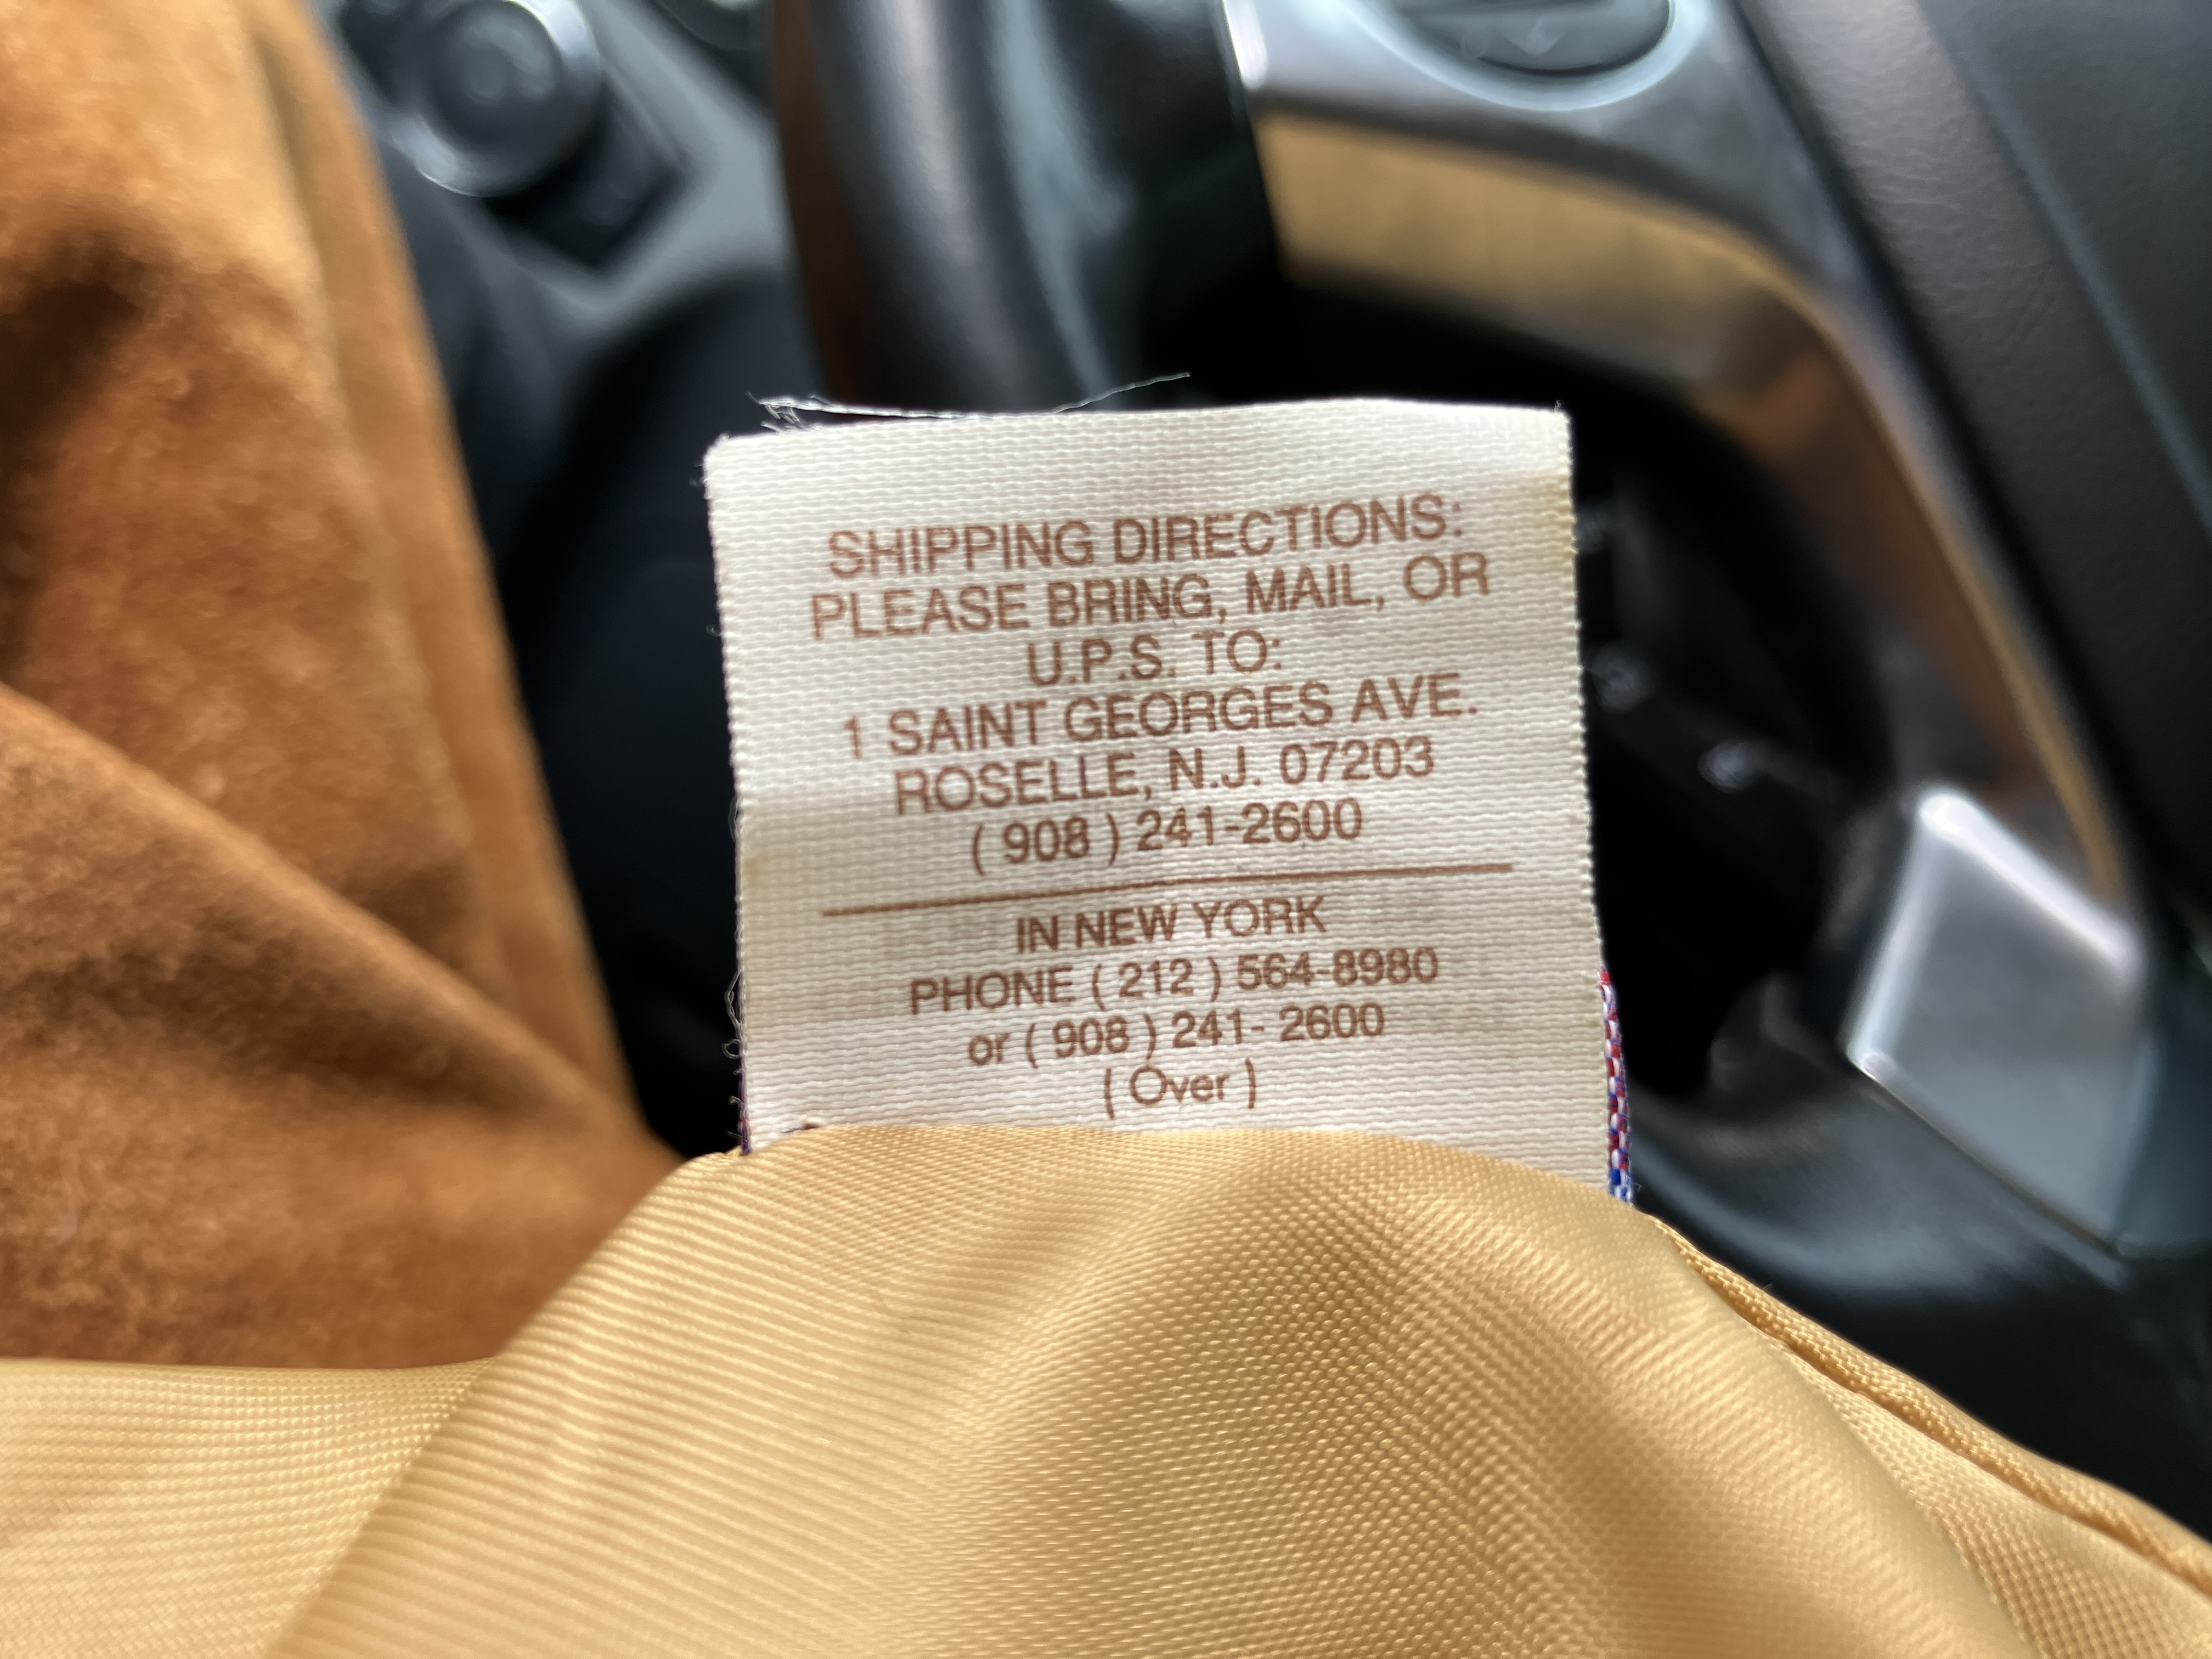 SHIPPING DIRECTIONS:
PLEASE BRING, MAIL, OR
U.P.S. TO:
1 SAINT GEORGES AVE.
ROSELLE, N.J. 07203
( 908 ) 241-2600
IN NEW YORK
PHONE ( 212 ) 564-8980
or ( 908 ) 241- 2600
( Over )